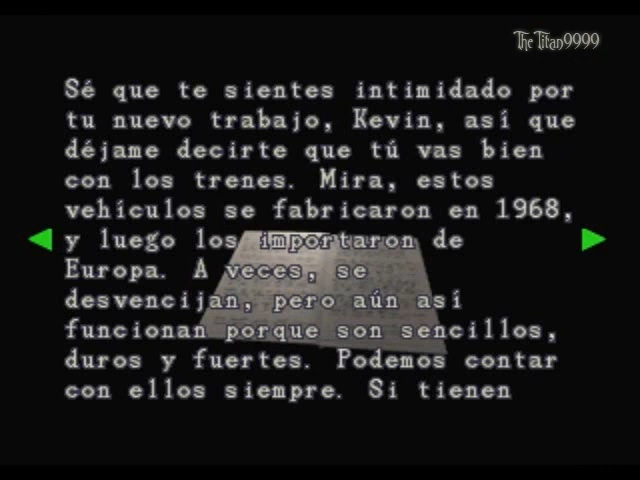 The Titan9999
Sé que te sientes intimidado por
tu nuevo trabajo, Kevin, así que
déjame decirte que tú vas bien
con los trenes. Mira, estos
vehículos se fabricaron en 1968,
y luego los importaron de
Europa. A veces, se
desvencijan, pero aún así
funcionan porque son sencillos,
duros y fuertes. Podemos contar
con ellos siempre. Si tienen